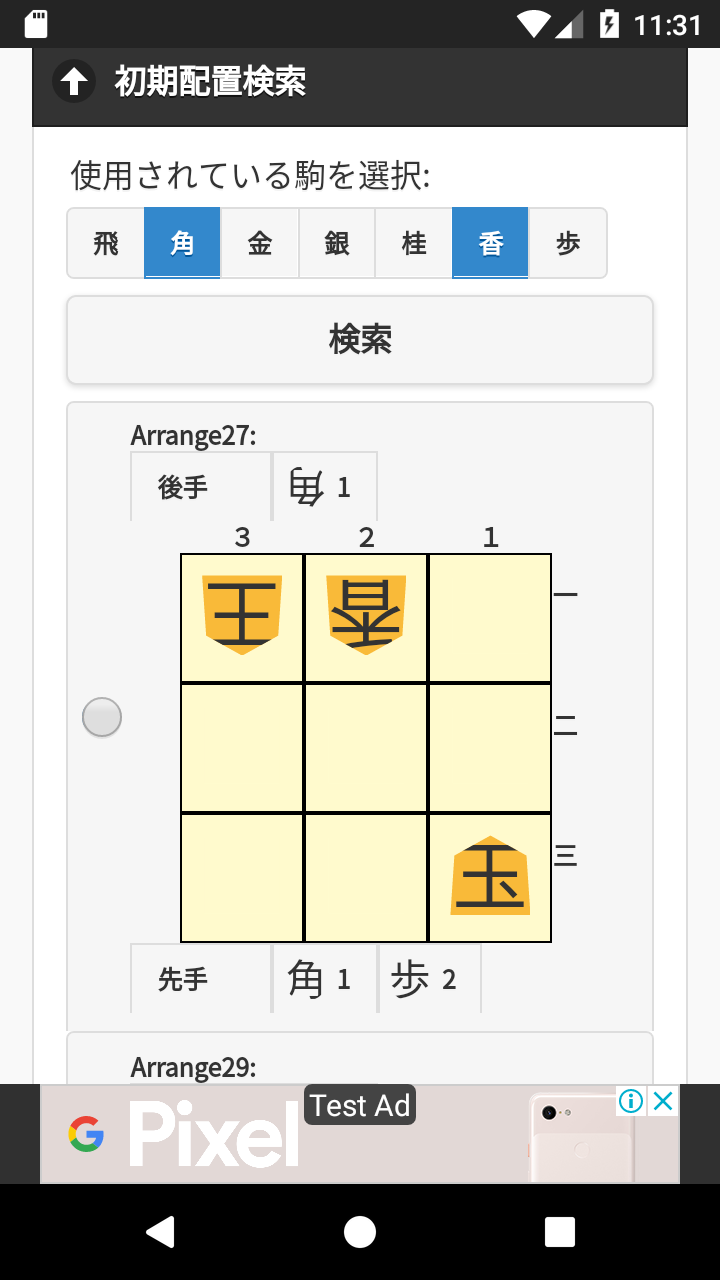 11:31
初期配置検索
使用されている駒を選択:
飛 角 金 銀 桂 香 歩
検索
Arrange27:
後手 角 1
3 2 1
王 香 一
二
玉 三
先手 角 1 歩 2
Arrange29:
Test Ad
G Pixel